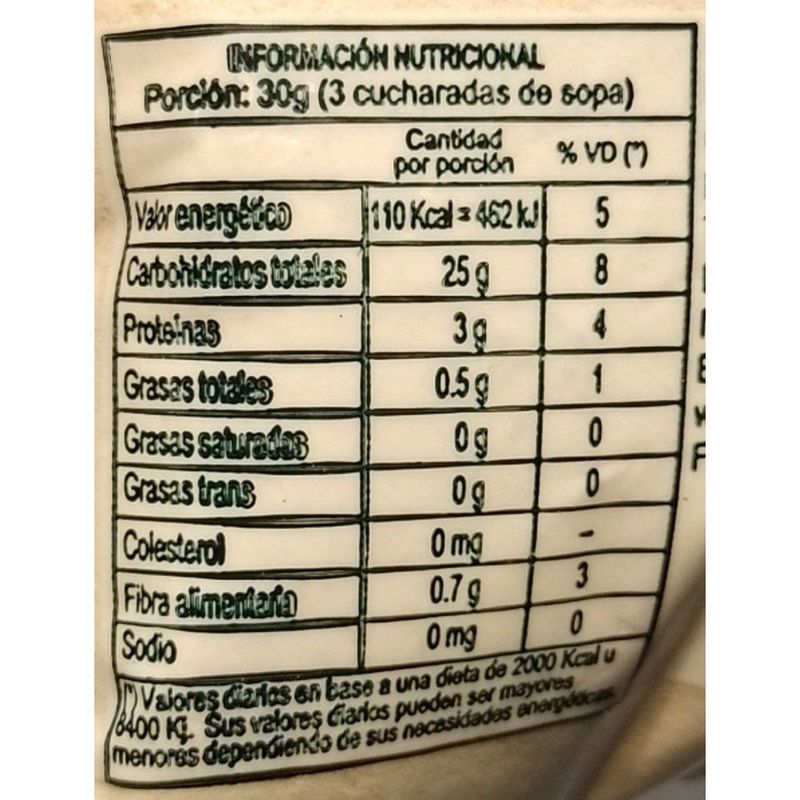 INFORMACIÓN NUTRICIONAL
Porción: 30g (3 cucharadas de sopa)
Cantidad
por porción
% VD (*)
Valor energético 110 Kcal = 462 kJ 5
Carbohidratos totales 25 g 8
Proteínas 3 g 4
Grasas totales 0.5 g 1
Grasas saturadas 0 g 0
Grasas trans 0 g 0
Colesterol 0 mg -
Fibra alimentaria 0.7 g 3
Sodio 0 mg 0
(*) Valores diarios en base a una dieta de 2000 Kcal u
8400 Kj. Sus valores diarios pueden ser mayores
menores dependiendo de sus necesidades energéticas.